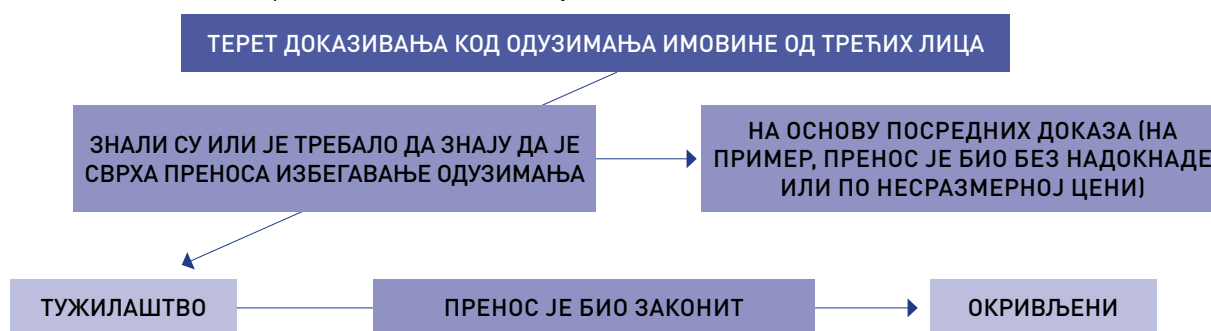 ТЕРЕТ ДОКАЗИВАЊА КОД ОДУЗИМАЊА ИМОВИНЕ ОД ТРЕЋИХ ЛИЦА
ЗНАЛИ СУ ИЛИ ЈЕ ТРЕБАЛО ДА ЗНАЈУ ДА ЈЕ
СВРХА ПРЕНОСА ИЗБЕГАВАЊЕ ОДУЗИМАЊА
НА ОСНОВУ ПОСРЕДНИХ ДОКАЗА (НА
ПРИМЕР, ПРЕНОС ЈЕ БИО БЕЗ НАДОКНАДЕ
ИЛИ ПО НЕСРАЗМЕРНОЈ ЦЕНИ)
ТУЖИЛАШТВО
ПРЕНОС ЈЕ БИО ЗАКОНИТ
ОКРИВЉЕНИ